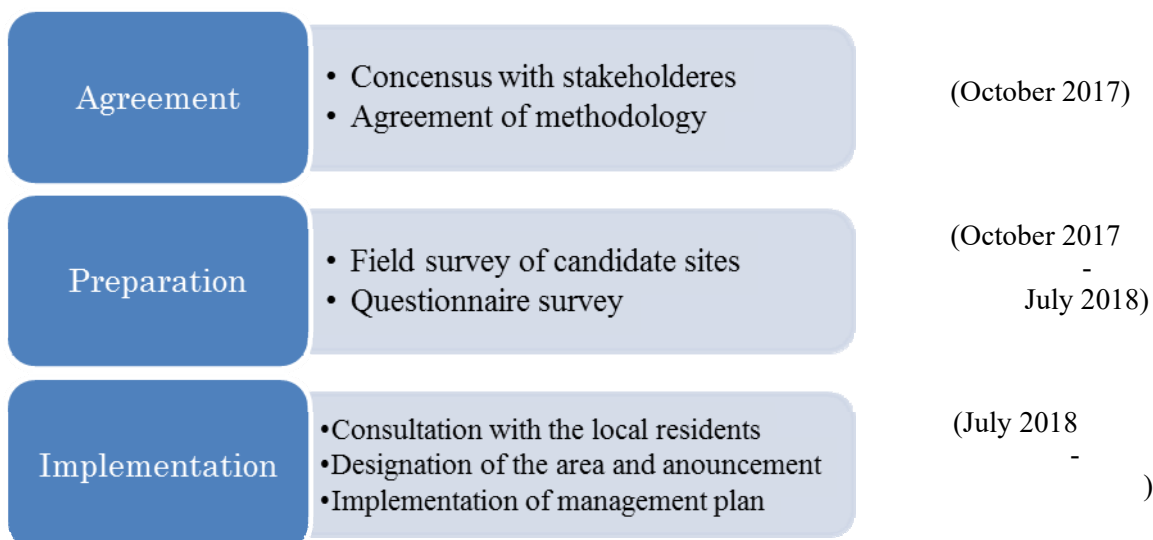 Agreement
• Concensus with stakeholderes
• Agreement of methodology
(October 2017)
Preparation
• Field survey of candidate sites
• Questionnaire survey
(October 2017
-
July 2018)
Implementation
•Consultation with the local residents
•Designation of the area and anouncement
•Implementation of management plan
(July 2018
-
)